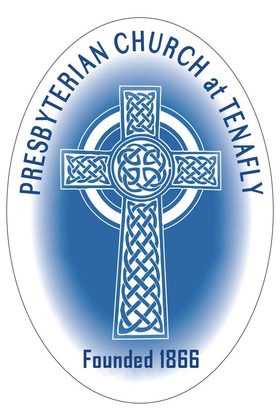 PRESBYTERIAN CHURCH at TENAFLY
Founded 1866